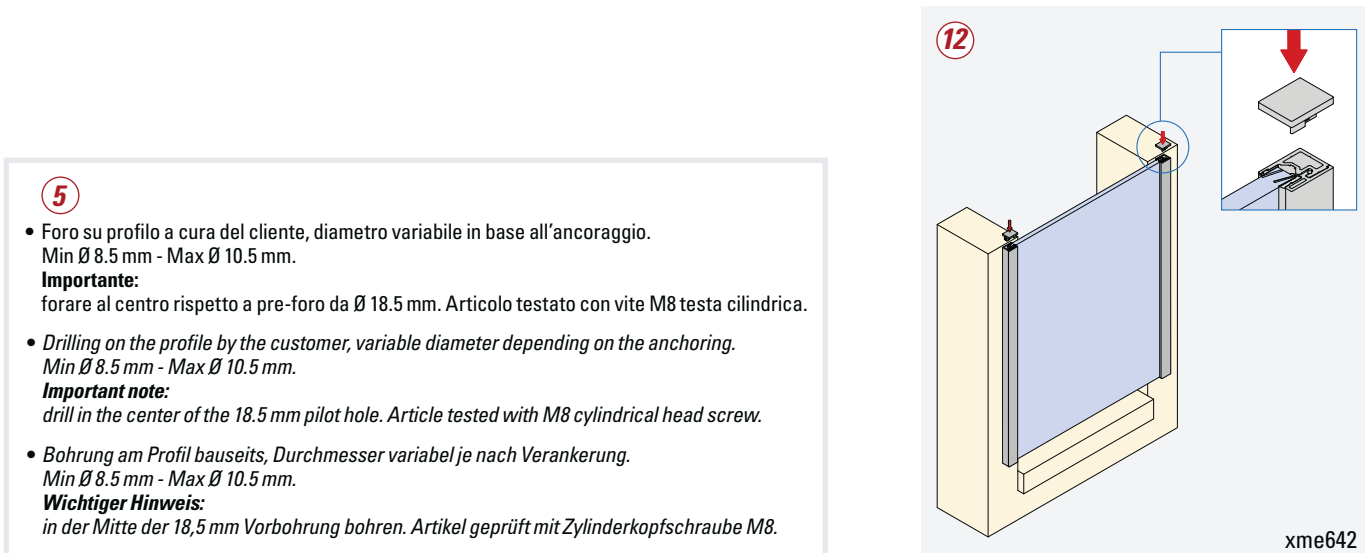 5
• Foro su profilo a cura del cliente, diametro variabile in base all'ancoraggio.
Min Ø 8.5 mm - Max Ø 10.5 mm.
Importante:
forare al centro rispetto a pre-foro da Ø 18.5 mm. Articolo testato con vite M8 testa cilindrica.
• Drilling on the profile by the customer, variable diameter depending on the anchoring.
Min Ø 8.5 mm - Max Ø 10.5 mm.
Important note:
drill in the center of the 18.5 mm pilot hole. Article tested with M8 cylindrical head screw.
• Bohrung am Profil bauseits, Durchmesser variabel je nach Verankerung.
Min Ø 8.5 mm - Max Ø 10.5 mm.
Wichtiger Hinweis:
in der Mitte der 18,5 mm Vorbohrung bohren. Artikel geprüft mit Zylinderkopfschraube M8.
12
xme642